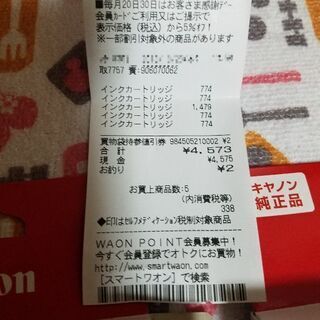 ■毎月20日30日はお客さま感謝デー
会員カードご利用又はご提示で
表示価格（税込）から5％オフ！
※一部割引対象外の商品があります
取7757 責:908010082
インクカートリッジ 774
インクカートリッジ 774
インクカートリッジ 1,479
インクカートリッジ 774
インクカートリッジ 774
買物袋持参値引券 984505210002 ¥2
合計 ¥4,573
現金 ¥4,575
お釣り ¥2
お買上商品数:5
(内消費税等)
338
◆印はセルフメディケーション税制対象商品
WAON POINT会員募集中！
今すぐ会員登録でオトクにお買物！
http://www.smartwaon.com
[スマートワオン]で検索
キヤノン
純正品
on